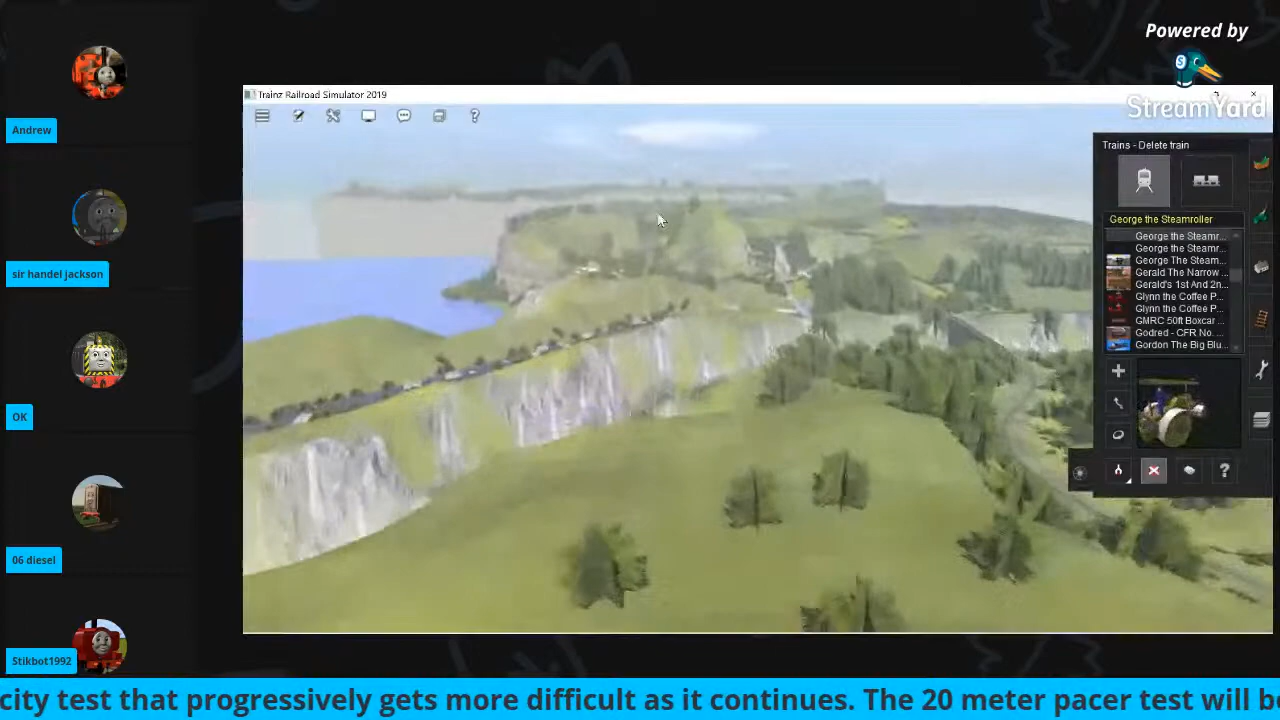 Powered by
StreamYard
Andrew
sir handel jackson
OK
06 diesel
Stikbot1992
Trainz Railroad Simulator 2019
Trains - Delete train
George the Steamroller
George the Steamr...
George the Steamr...
George The Steam...
Gerald The Narrow ...
Gerald's 1st And 2n...
Glynn the Coffee P...
Glynn the Coffee P...
GMRC 50ft Boxcar ...
Godred - CFR No...
Gordon The Big Blu...
city test that progressively gets more difficult as it continues. The 20 meter pacer test will be